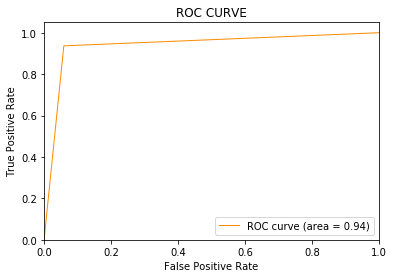 ROC CURVE
True Positive Rate
1.0
0.8
0.6
0.4
0.2
0.0
ROC curve (area = 0.94)
0.0 0.2 0.4 0.6 0.8 1.0
False Positive Rate